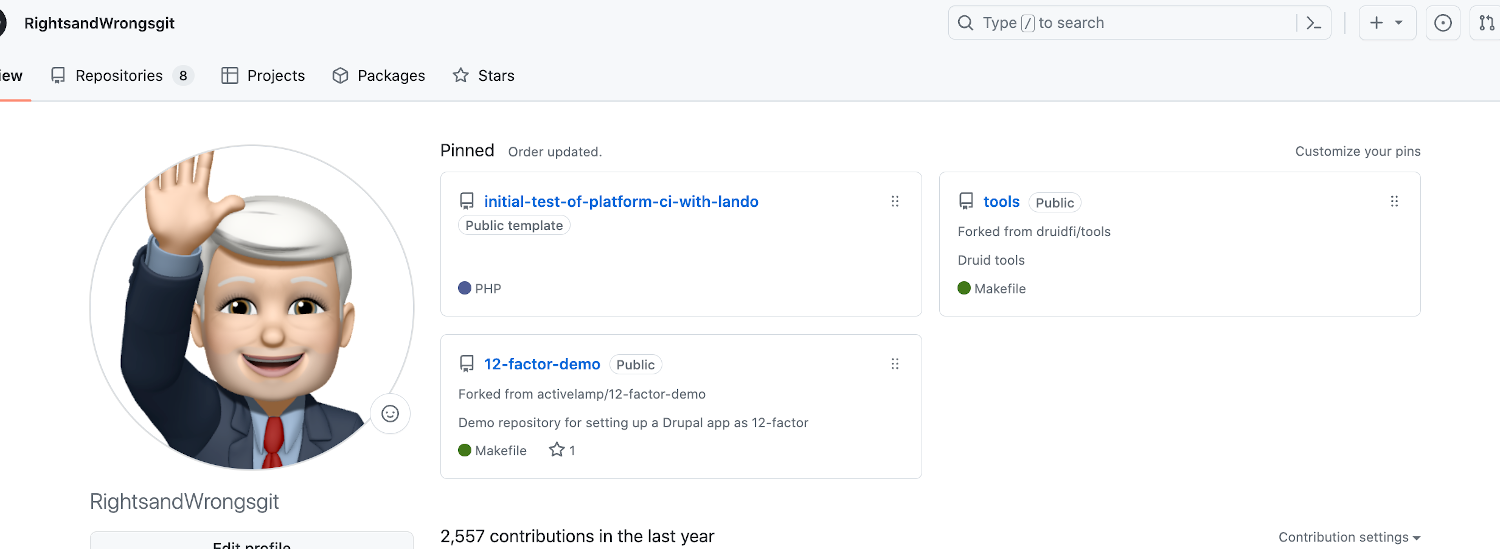 RightsandWrongsgit
Type / to search
Repositories 8 Projects Packages Stars
Pinned Order updated. Customize your pins
initial-test-of-platform-ci-with-lando
Public template
PHP
tools Public
Forked from druidfi/tools
Druid tools
Makefile
12-factor-demo Public
Forked from activelamp/12-factor-demo
Demo repository for setting up a Drupal app as 12-factor
Makefile 1
RightsandWrongsgit
Edit profile
2,557 contributions in the last year
Contribution settings